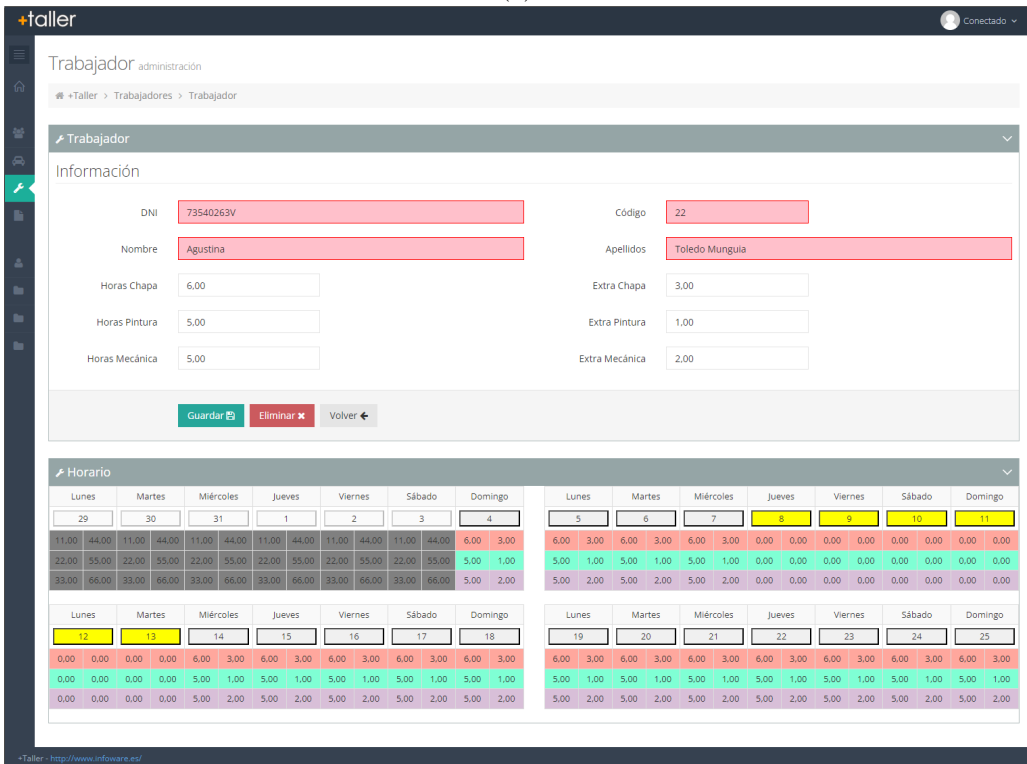 +taller
Conectado
Trabajador administración
+Taller > Trabajadores > Trabajador
Trabajador
Información
DNI 73540263V Código 22
Nombre Agustina Apellidos Toledo Munguia
Horas Chapa 6,00 Extra Chapa 3,00
Horas Pintura 5,00 Extra Pintura 1,00
Horas Mecánica 5,00 Extra Mecánica 2,00
Guardar Eliminar Volver
Horario
Lunes Martes Miércoles Jueves Viernes Sábado Domingo Lunes Martes Miércoles Jueves Viernes Sábado Domingo
29 30 31 1 2 3 4 5 6 7 8 9 10 11
11,00 44,00 11,00 44,00 11,00 44,00 11,00 44,00 11,00 44,00 11,00 44,00 6,00 3,00 6,00 3,00 6,00 3,00 6,00 3,00 0,00 0,00 0,00 0,00 0,00 0,00 0,00 0,00
22,00 55,00 22,00 55,00 22,00 55,00 22,00 55,00 22,00 55,00 22,00 55,00 5,00 1,00 5,00 1,00 5,00 1,00 5,00 1,00 0,00 0,00 0,00 0,00 0,00 0,00 0,00 0,00
33,00 66,00 33,00 66,00 33,00 66,00 33,00 66,00 33,00 66,00 33,00 66,00 5,00 2,00 5,00 2,00 5,00 2,00 5,00 2,00 0,00 0,00 0,00 0,00 0,00 0,00 0,00 0,00
Lunes Martes Miércoles Jueves Viernes Sábado Domingo Lunes Martes Miércoles Jueves Viernes Sábado Domingo
12 13 14 15 16 17 18 19 20 21 22 23 24 25
0,00 0,00 0,00 0,00 6,00 3,00 6,00 3,00 6,00 3,00 6,00 3,00 6,00 3,00 6,00 3,00 6,00 3,00 6,00 3,00 6,00 3,00 6,00 3,00 6,00 3,00 6,00 3,00
0,00 0,00 0,00 0,00 5,00 1,00 5,00 1,00 5,00 1,00 5,00 1,00 5,00 1,00 5,00 1,00 5,00 1,00 5,00 1,00 5,00 1,00 5,00 1,00 5,00 1,00 5,00 1,00
0,00 0,00 0,00 0,00 5,00 2,00 5,00 2,00 5,00 2,00 5,00 2,00 5,00 2,00 5,00 2,00 5,00 2,00 5,00 2,00 5,00 2,00 5,00 2,00 5,00 2,00 5,00 2,00
+Taller - http://www.infoware.es/